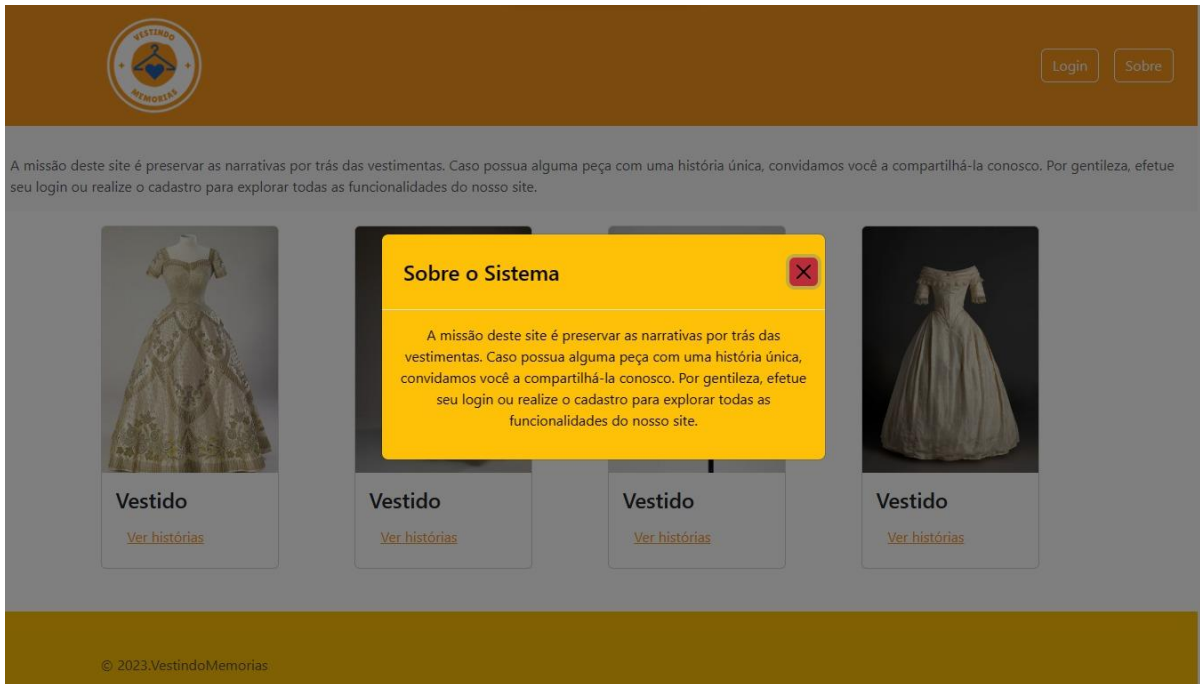 VESTINDO
MEMORIAS
Login
Sobre
A missão deste site é preservar as narrativas por trás das vestimentas. Caso possua alguma peça com uma história única, convidamos você a compartilhá-la conosco. Por gentileza, efetue
seu login ou realize o cadastro para explorar todas as funcionalidades do nosso site.
Sobre o Sistema
A missão deste site é preservar as narrativas por trás das
vestimentas. Caso possua alguma peça com uma história única,
convidamos você a compartilhá-la conosco. Por gentileza, efetue
seu login ou realize o cadastro para explorar todas as
funcionalidades do nosso site.
Vestido
Ver histórias
Vestido
Ver histórias
Vestido
Ver histórias
Vestido
Ver histórias
© 2023.VestindoMemorias